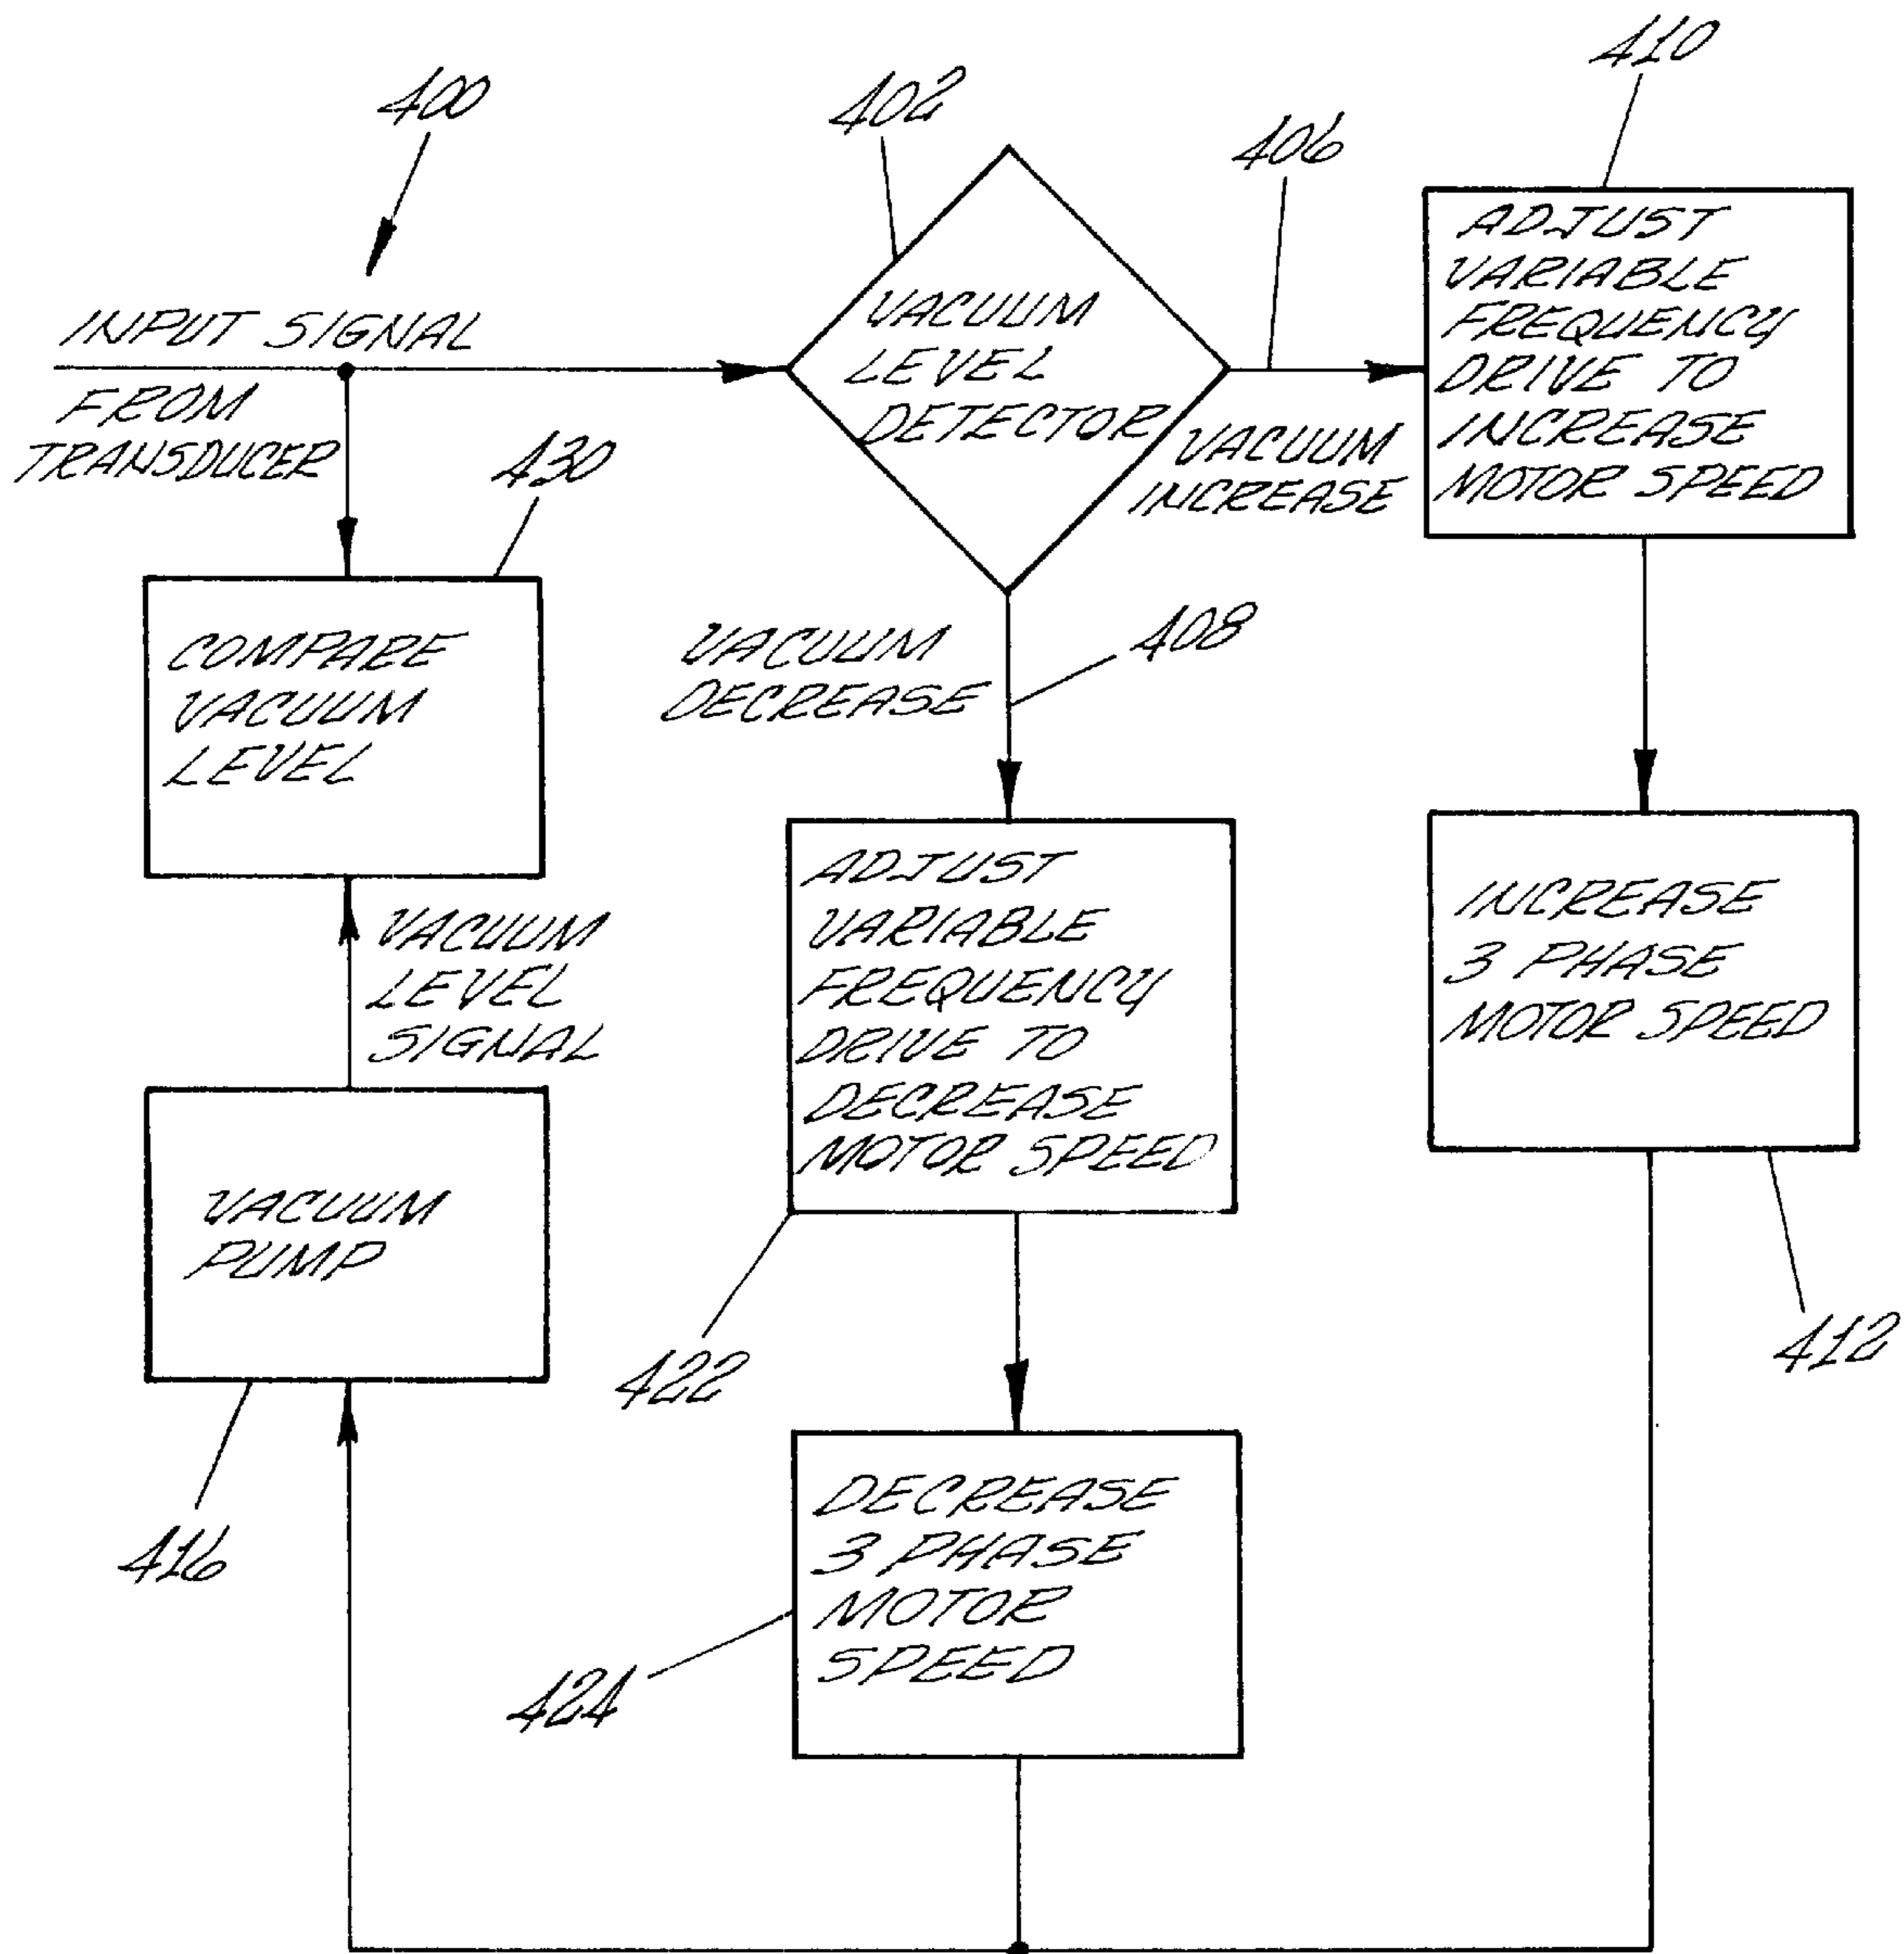 410
400
402
406
INPUT SIGNAL
FROM
TRANSDUCER
VACUUM
LEVEL
DETECTOR
VACUUM
INCREASE
ADJUST
VARIABLE
FREQUENCY
DRIVE TO
INCREASE
MOTOR SPEED
430
COMPARE
VACUUM
LEVEL
VACUUM
DECREASE
408
VACUUM
LEVEL
SIGNAL
ADJUST
VARIABLE
FREQUENCY
DRIVE TO
DECREASE
MOTOR SPEED
INCREASE
3 PHASE
MOTOR SPEED
VACUUM
PUMP
422
412
416
DECREASE
3 PHASE
MOTOR
SPEED
424